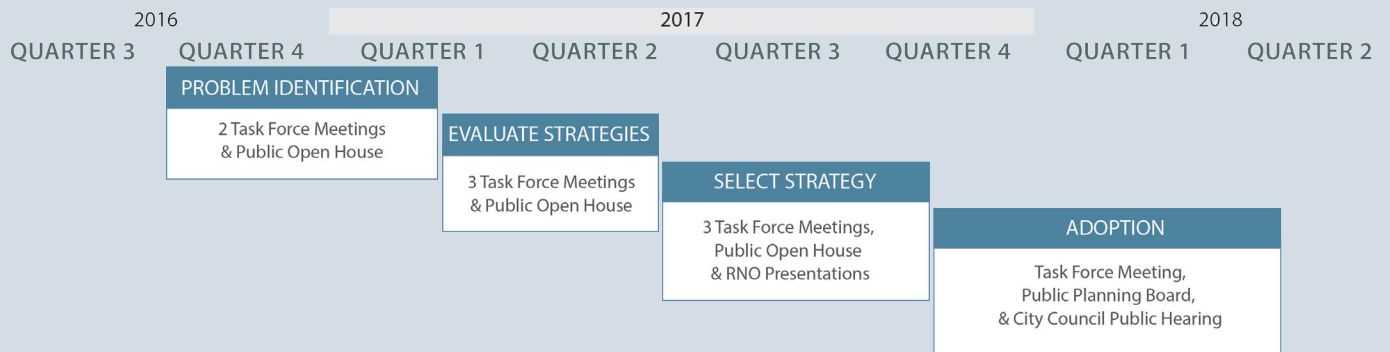 2016 2017 2018
QUARTER 3 QUARTER 4 QUARTER 1 QUARTER 2 QUARTER 3 QUARTER 4 QUARTER 1 QUARTER 2
PROBLEM IDENTIFICATION
2 Task Force Meetings
& Public Open House
EVALUATE STRATEGIES
3 Task Force Meetings
& Public Open House
SELECT STRATEGY
3 Task Force Meetings,
Public Open House
& RNO Presentations
ADOPTION
Task Force Meeting,
Public Planning Board,
& City Council Public Hearing